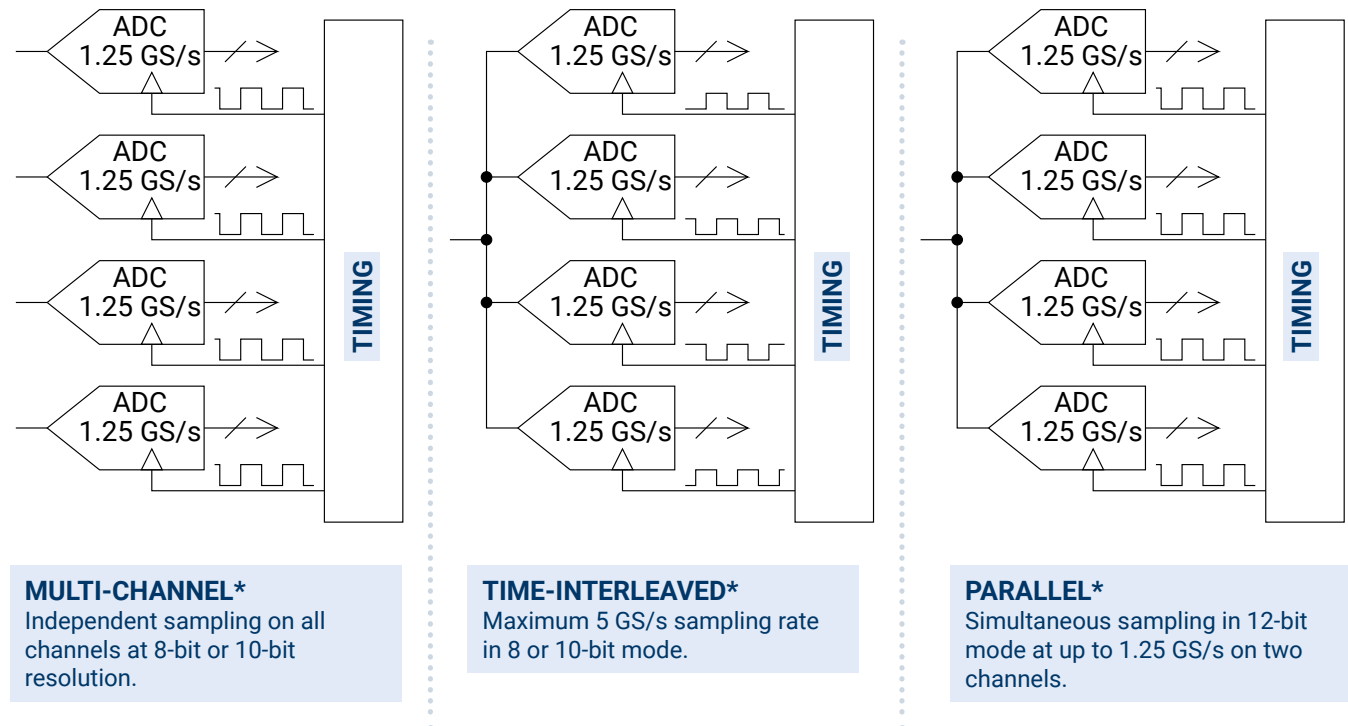 ADC
1.25 GS/s
ADC
1.25 GS/s
ADC
1.25 GS/s
ADC
1.25 GS/s
TIMING
MULTI-CHANNEL*
Independent sampling on all
channels at 8-bit or 10-bit
resolution.
ADC
1.25 GS/s
ADC
1.25 GS/s
ADC
1.25 GS/s
ADC
1.25 GS/s
TIMING
TIME-INTERLEAVED*
Maximum 5 GS/s sampling rate
in 8 or 10-bit mode.
ADC
1.25 GS/s
ADC
1.25 GS/s
ADC
1.25 GS/s
ADC
1.25 GS/s
TIMING
PARALLEL*
Simultaneous sampling in 12-bit
mode at up to 1.25 GS/s on two
channels.